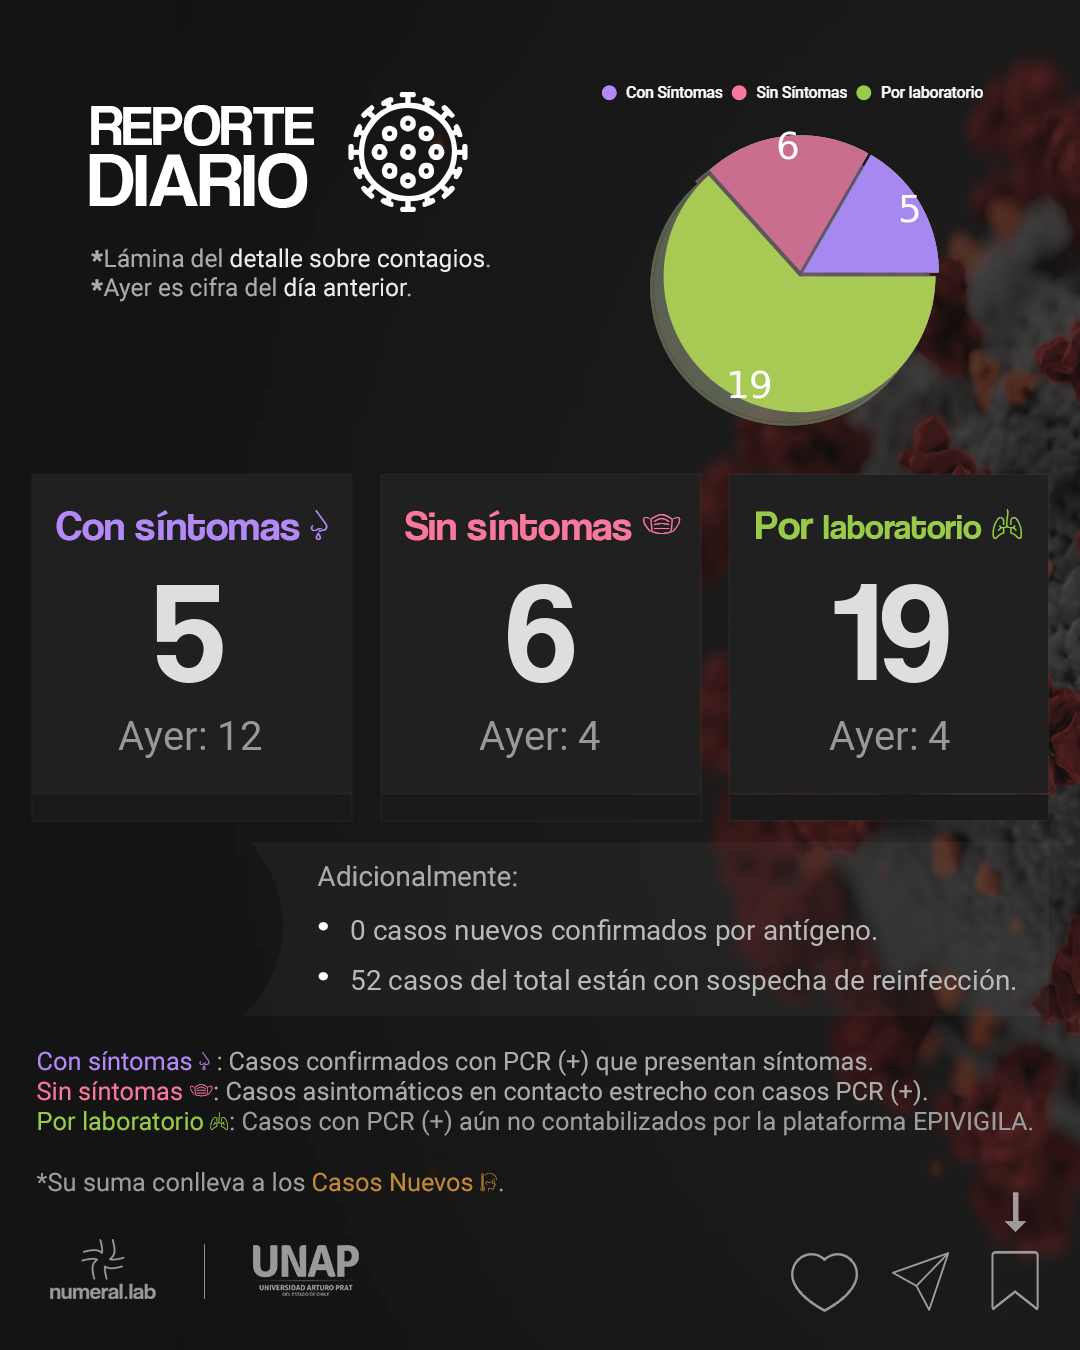 REPORTE
DIARIO
*Lámina del detalle sobre contagios.
*Ayer es cifra del día anterior.
Con Síntomas Sin Síntomas Por laboratorio
6
5
19
Con síntomas
5
Ayer: 12
Sin síntomas
6
Ayer: 4
Por laboratorio
19
Ayer: 4
Adicionalmente:
• 0 casos nuevos confirmados por antígeno.
• 52 casos del total están con sospecha de reinfección.
Con síntomas : Casos confirmados con PCR (+) que presentan síntomas.
Sin síntomas : Casos asintomáticos en contacto estrecho con casos PCR (+).
Por laboratorio : Casos con PCR (+) aún no contabilizados por la plataforma EPIVIGILA.
*Su suma conlleva a los Casos Nuevos .
numeral.lab
UNAP
UNIVERSIDAD ARTURO PRAT
DEL ESTADO DE CHILE